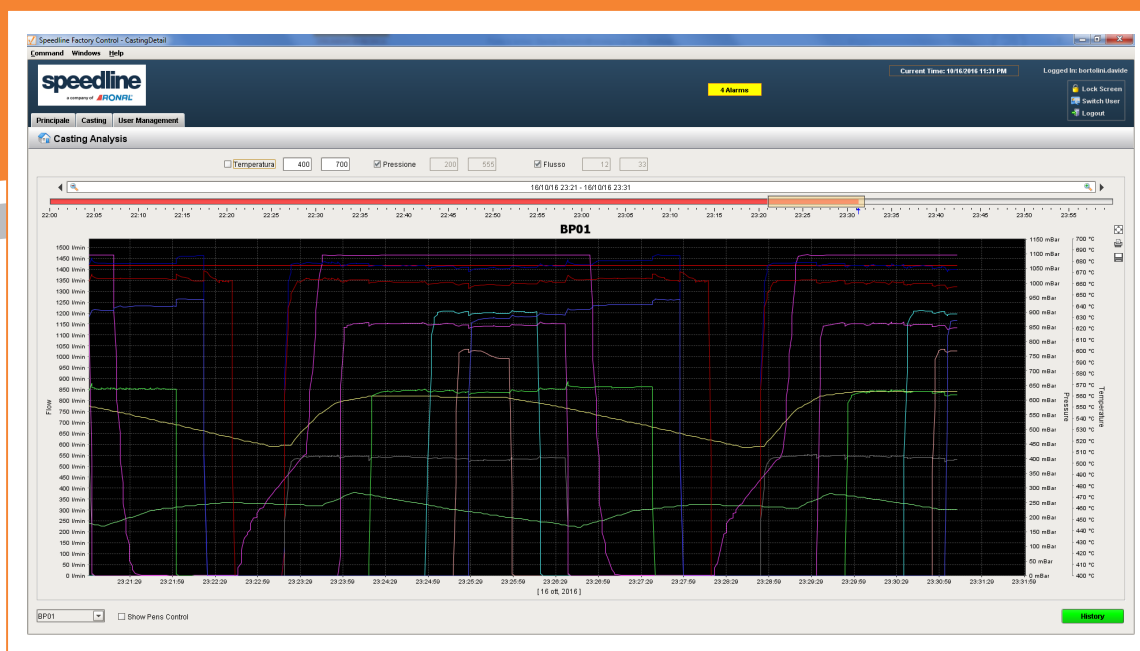 Speedline Factory Control - CastingDetail
Command Windows Help
speedline
a company of RONAL
4 Alarms
Current Time: 10/16/2016 11:31 PM
Logged In: bortolini.davide
Lock Screen
Switch User
Logout
Principale Casting User Management
Casting Analysis
Temperatura 400 700 Pressione 200 555 Flusso 12 33
16/10/16 23:21 - 16/10/16 23:31
22:00 22:05 22:10 22:15 22:20 22:25 22:30 22:35 22:40 22:45 22:50 22:55 23:00 23:05 23:10 23:15 23:20 23:25 23:30 23:35 23:40 23:45 23:50 23:55
BP01
1500 l/min
1450 l/min
1400 l/min
1350 l/min
1300 l/min
1250 l/min
1200 l/min
1150 l/min
1100 l/min
1050 l/min
1000 l/min
950 l/min
900 l/min
850 l/min
800 l/min
750 l/min
700 l/min
650 l/min
600 l/min
550 l/min
500 l/min
450 l/min
400 l/min
350 l/min
300 l/min
250 l/min
200 l/min
150 l/min
100 l/min
50 l/min
0 l/min
Flow
1150 mBar
1100 mBar
1050 mBar
1000 mBar
950 mBar
900 mBar
850 mBar
800 mBar
750 mBar
700 mBar
650 mBar
600 mBar
550 mBar
500 mBar
450 mBar
400 mBar
350 mBar
300 mBar
250 mBar
200 mBar
150 mBar
100 mBar
50 mBar
0 mBar
Pressure
700 °C
690 °C
680 °C
670 °C
660 °C
650 °C
640 °C
630 °C
620 °C
610 °C
600 °C
590 °C
580 °C
570 °C
560 °C
550 °C
540 °C
530 °C
520 °C
510 °C
500 °C
490 °C
480 °C
470 °C
460 °C
450 °C
440 °C
430 °C
420 °C
410 °C
400 °C
Temperature
23:21:29 23:21:59 23:22:29 23:22:59 23:23:29 23:23:59 23:24:29 23:24:59 23:25:29 23:25:59 23:26:29 23:26:59 23:27:29 23:27:59 23:28:29 23:28:59 23:29:29 23:29:59 23:30:29 23:30:59 23:31:29 23:31:59
[ 16 ott, 2016 ]
BP01 Show Pens Control
History